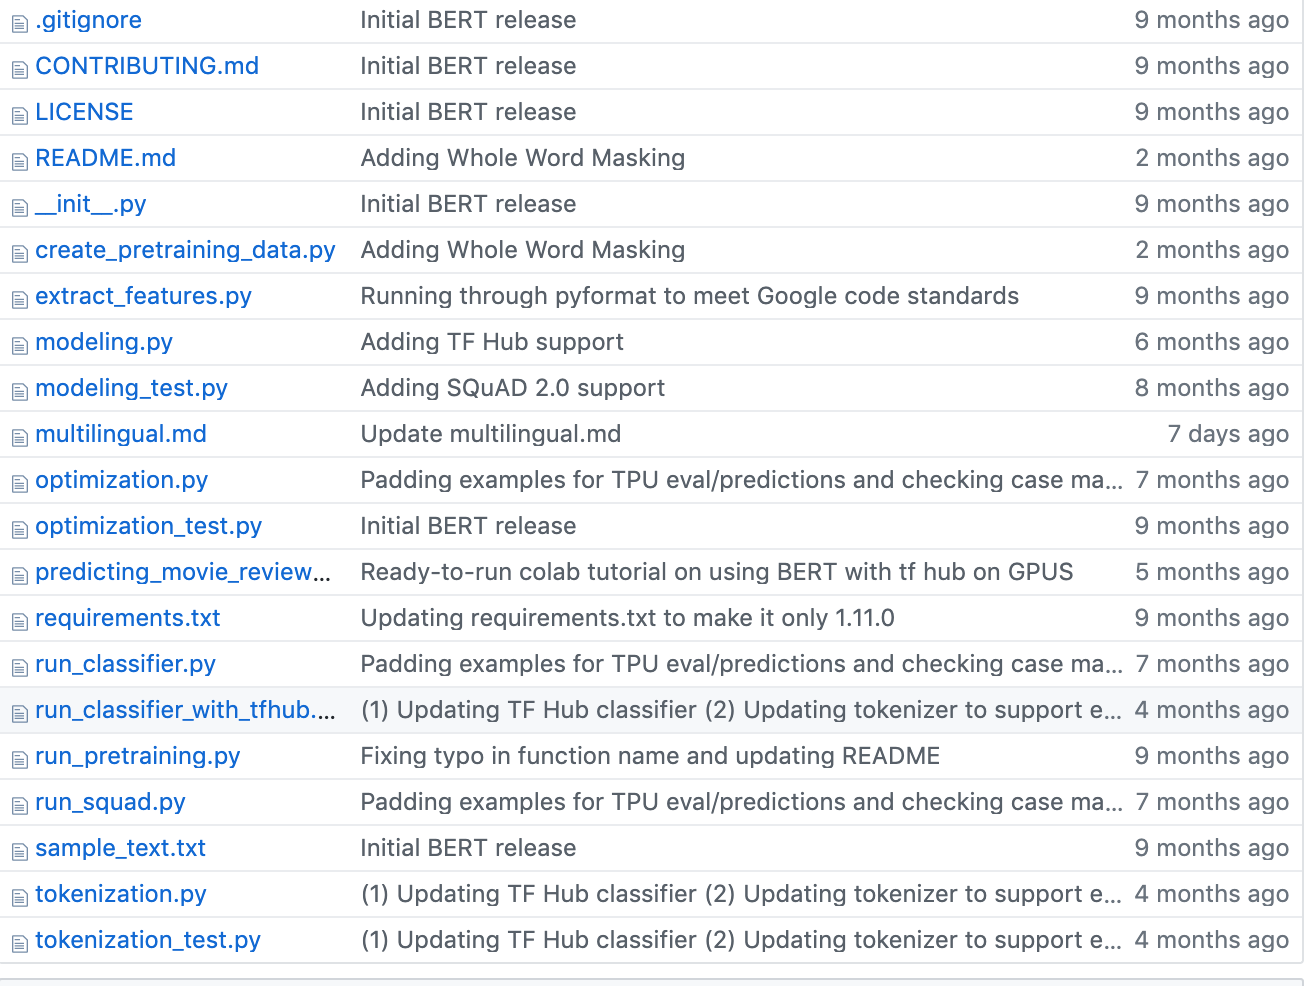 .gitignore Initial BERT release 9 months ago
CONTRIBUTING.md Initial BERT release 9 months ago
LICENSE Initial BERT release 9 months ago
README.md Adding Whole Word Masking 2 months ago
__init__.py Initial BERT release 9 months ago
create_pretraining_data.py Adding Whole Word Masking 2 months ago
extract_features.py Running through pyformat to meet Google code standards 9 months ago
modeling.py Adding TF Hub support 6 months ago
modeling_test.py Adding SQuAD 2.0 support 8 months ago
multilingual.md Update multilingual.md 7 days ago
optimization.py Padding examples for TPU eval/predictions and checking case ma... 7 months ago
optimization_test.py Initial BERT release 9 months ago
predicting_movie_review... Ready-to-run colab tutorial on using BERT with tf hub on GPUS 5 months ago
requirements.txt Updating requirements.txt to make it only 1.11.0 9 months ago
run_classifier.py Padding examples for TPU eval/predictions and checking case ma... 7 months ago
run_classifier_with_tfhub.... (1) Updating TF Hub classifier (2) Updating tokenizer to support e... 4 months ago
run_pretraining.py Fixing typo in function name and updating README 9 months ago
run_squad.py Padding examples for TPU eval/predictions and checking case ma... 7 months ago
sample_text.txt Initial BERT release 9 months ago
tokenization.py (1) Updating TF Hub classifier (2) Updating tokenizer to support e... 4 months ago
tokenization_test.py (1) Updating TF Hub classifier (2) Updating tokenizer to support e... 4 months ago